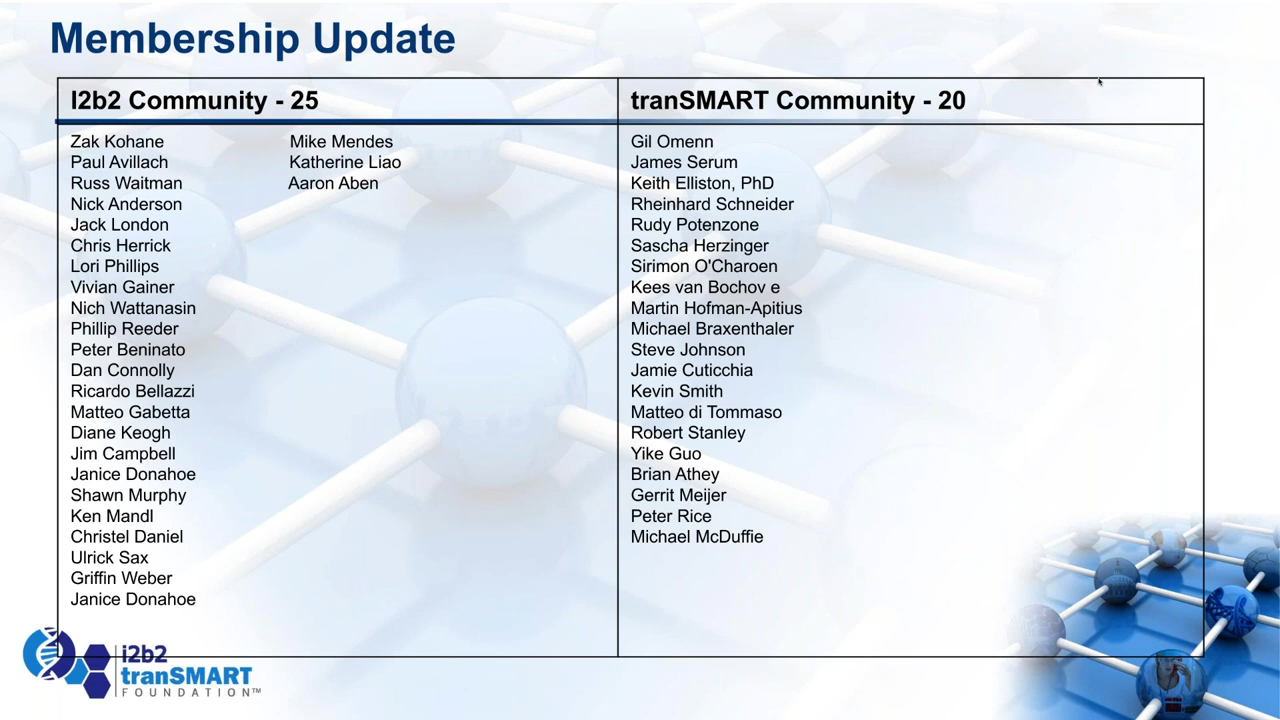 Membership Update
I2b2 Community - 25
tranSMART Community - 20
Zak Kohane
Paul Avillach
Russ Waitman
Nick Anderson
Jack London
Chris Herrick
Lori Phillips
Vivian Gainer
Nich Wattanasin
Phillip Reeder
Peter Beninato
Dan Connolly
Ricardo Bellazzi
Matteo Gabetta
Diane Keogh
Jim Campbell
Janice Donahoe
Shawn Murphy
Ken Mandl
Christel Daniel
Ulrick Sax
Griffin Weber
Janice Donahoe
Mike Mendes
Katherine Liao
Aaron Aben
Gil Omenn
James Serum
Keith Elliston, PhD
Rheinhard Schneider
Rudy Potenzone
Sascha Herzinger
Sirimon O'Charoen
Kees van Bochov e
Martin Hofman-Apitius
Michael Braxenthaler
Steve Johnson
Jamie Cuticchia
Kevin Smith
Matteo di Tommaso
Robert Stanley
Yike Guo
Brian Athey
Gerrit Meijer
Peter Rice
Michael McDuffie
i2b2
tranSMART
FOUNDATION™